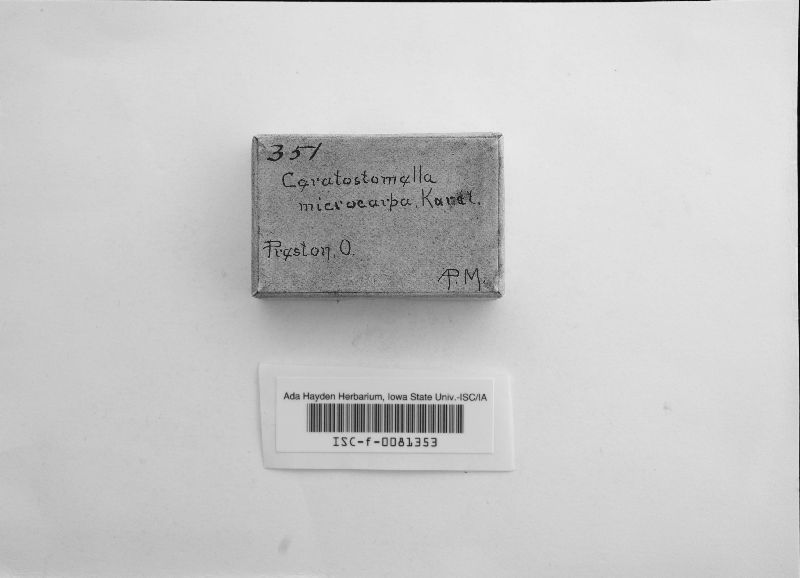 351
Ceratostomella
microcarpa, Karst.
Preston, O.
A.P.M.
Ada Hayden Herbarium, Iowa State Univ.-ISC/IA
ISC-f-0081353